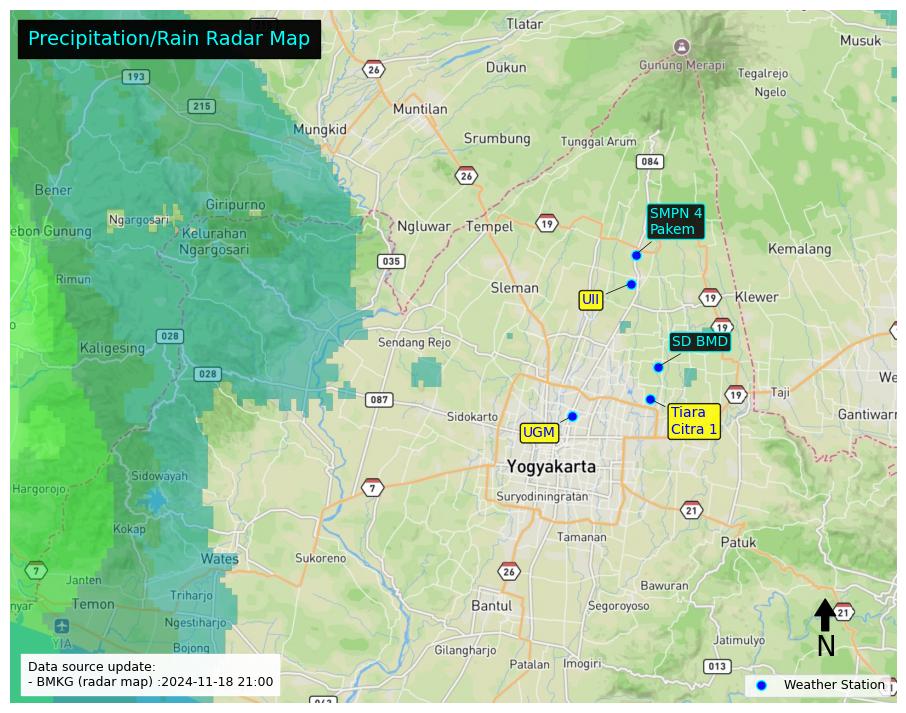 Precipitation/Rain Radar Map
Tlatar
Musuk
Gunung Merapi
26
Dukun
Tegalrejo
193
Ngelo
215
Muntilan
Mungkid
Srumbung
Tunggal Arum
084
26
Bener
Giripurno
SMPN 4
Pakem
Ngargosari
Ngluwar
Tempel
19
ebon Gunung
Kelurahan
Ngargosari
Kemalang
035
Rimun
Sleman
UII
19
Klewer
19
028
Kaligesing
Sendang Rejo
SD BMD
We
028
087
19
Taji
Sidokarto
Tiara
Citra 1
Gantiwarn
UGM
Yogyakarta
Sidowayah
Hargorojo
7
Suryodiningratan
21
Kokap
Tamanan
Patuk
Wates
Sukoreno
7
26
Janten
Bawuran
Triharjo
nyar
Temon
Bantul
Segoroyoso
21
Ngestiharjo
YIA
Jatimulyo
N
Bojong
Gilangharjo
Patalan
Imogiri
013
Data source update:
- BMKG (radar map) :2024-11-18 21:00
Weather Station